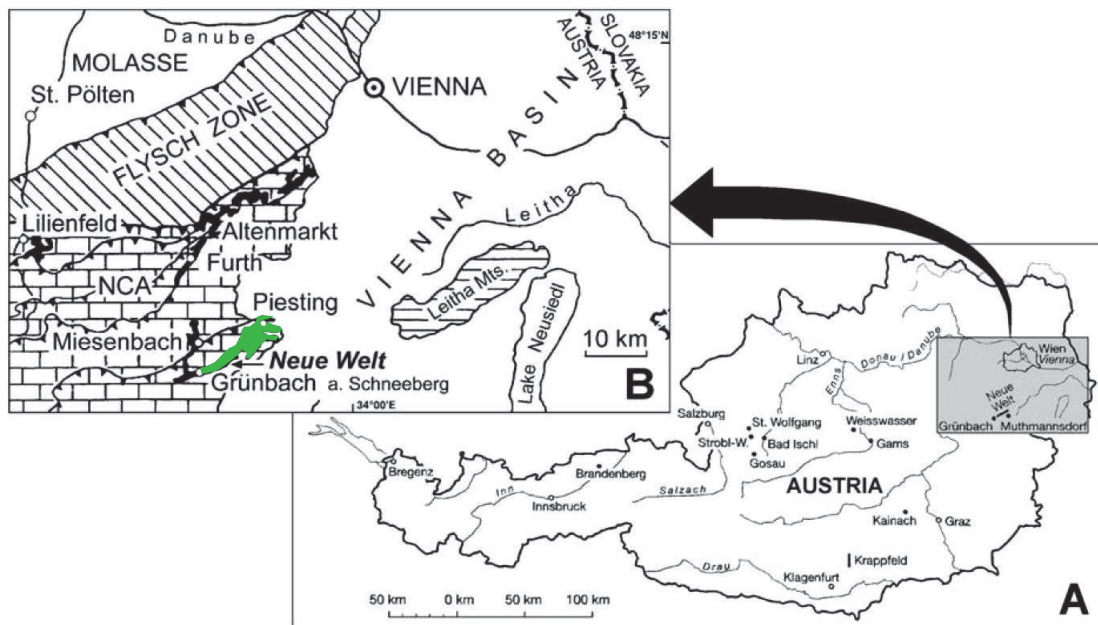 Danube
MOLASSE
St. Pölten
FLYSCH ZONE
VIENNA
48°15'N
SLOVAKIA
AUSTRIA
VIENNA BASIN
Leitha
Lilienfeld
Altenmarkt
Furth
NCA
Piesting
Leitha Mts.
Lake Neusiedl
Miesenbach
Neue Welt
Grünbach a. Schneeberg
10 km
B
34°00'E
Linz
Donau / Danube
Enns
Wien
Vienna
Neue Welt
Grünbach
Muthmannsdorf
Salzburg
St. Wolfgang
Strobl-W.
Bad Ischl
Gosau
Weisswasser
Gams
Bregenz
Brandenberg
Inn
Innsbruck
Salzach
AUSTRIA
Kainach
Graz
Krappfeld
Drau
Klagenfurt
50 km 0 km 50 km 100 km
A